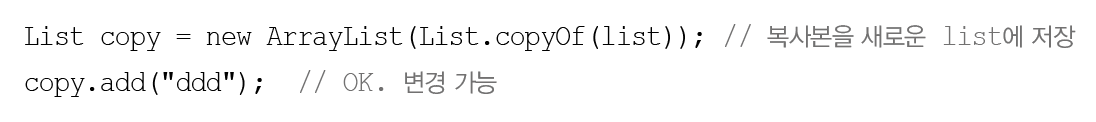 List copy = new ArrayList(List.copyOf(list)); // 복사본을 새로운 list에 저장
copy.add("ddd");  // OK. 변경 가능